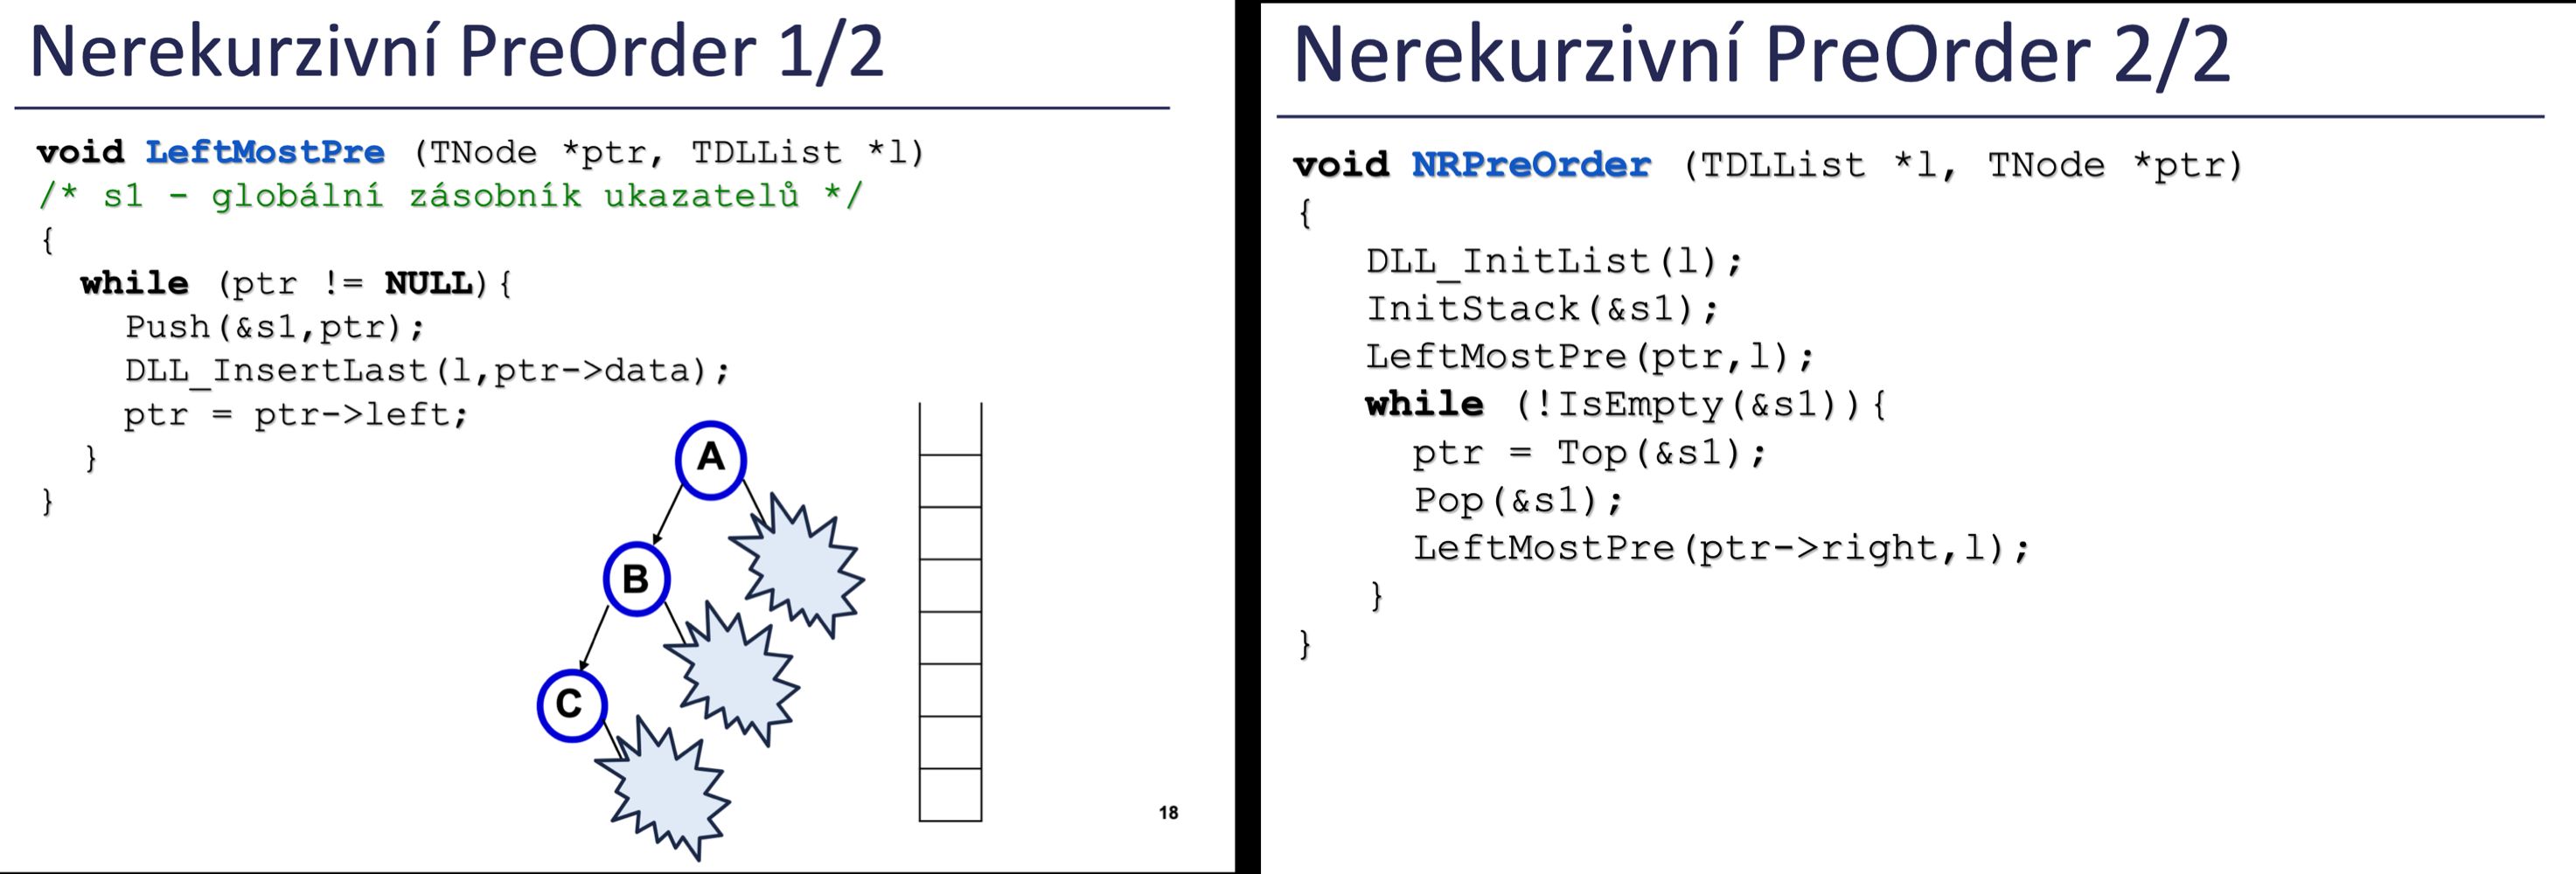 Nerekurzivní PreOrder 1/2
void LeftMostPre (TNode *ptr, TDLList *l)
/* s1 - globální zásobník ukazatelů */
{
while (ptr != NULL){
Push(&s1,ptr);
DLL_InsertLast(l,ptr->data);
ptr = ptr->left;
}
}
A
B
C
18
Nerekurzivní PreOrder 2/2
void NRPreOrder (TDLList *l, TNode *ptr)
{
DLL_InitList(l);
InitStack(&s1);
LeftMostPre(ptr,l);
while (!IsEmpty(&s1)){
ptr = Top(&s1);
Pop(&s1);
LeftMostPre(ptr->right,l);
}
}